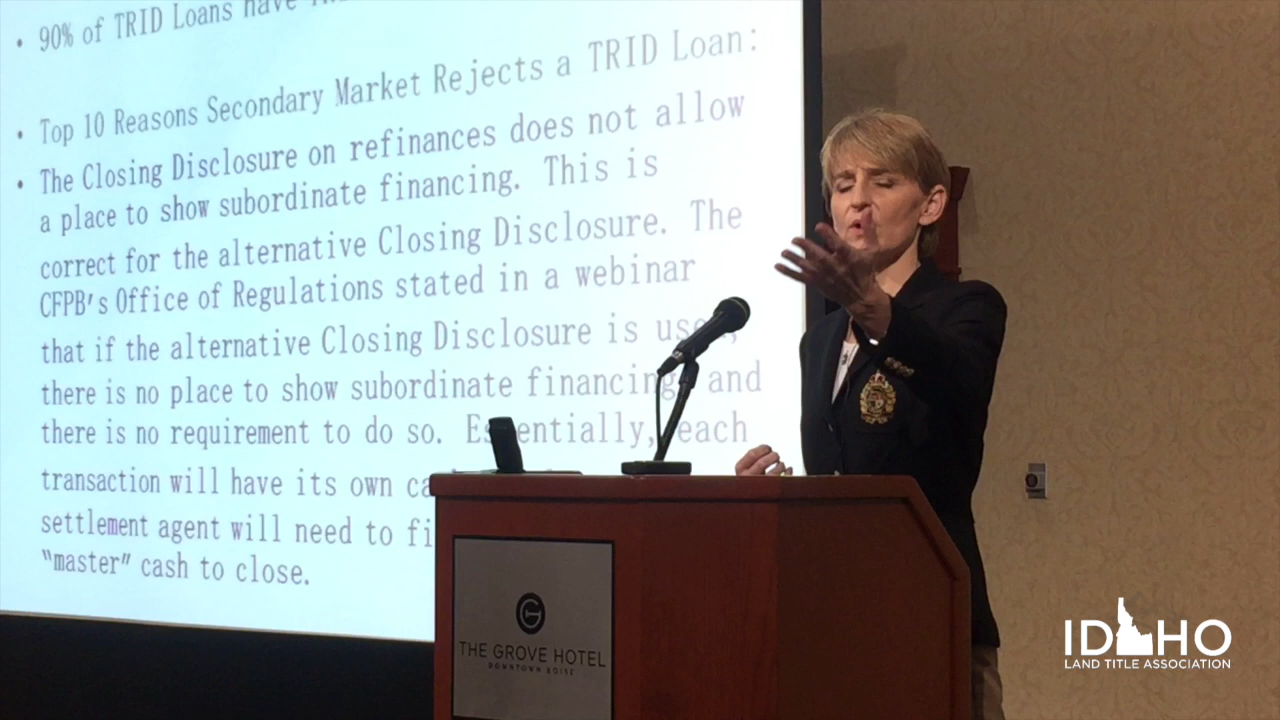 • 90% of TRID Loans have
• Top 10 Reasons Secondary Market Rejects a TRID Loan:
• The Closing Disclosure on refinances does not allow
a place to show subordinate financing. This is
correct for the alternative Closing Disclosure. The
CFPB's Office of Regulations stated in a webinar
that if the alternative Closing Disclosure is used,
there is no place to show subordinate financing, and
there is no requirement to do so. Essentially, each
transaction will have its own
settlement agent will need to
"master" cash to close.
G
THE GROVE HOTEL
DOWNTOWN BOISE
IDAHO
LAND TITLE ASSOCIATION